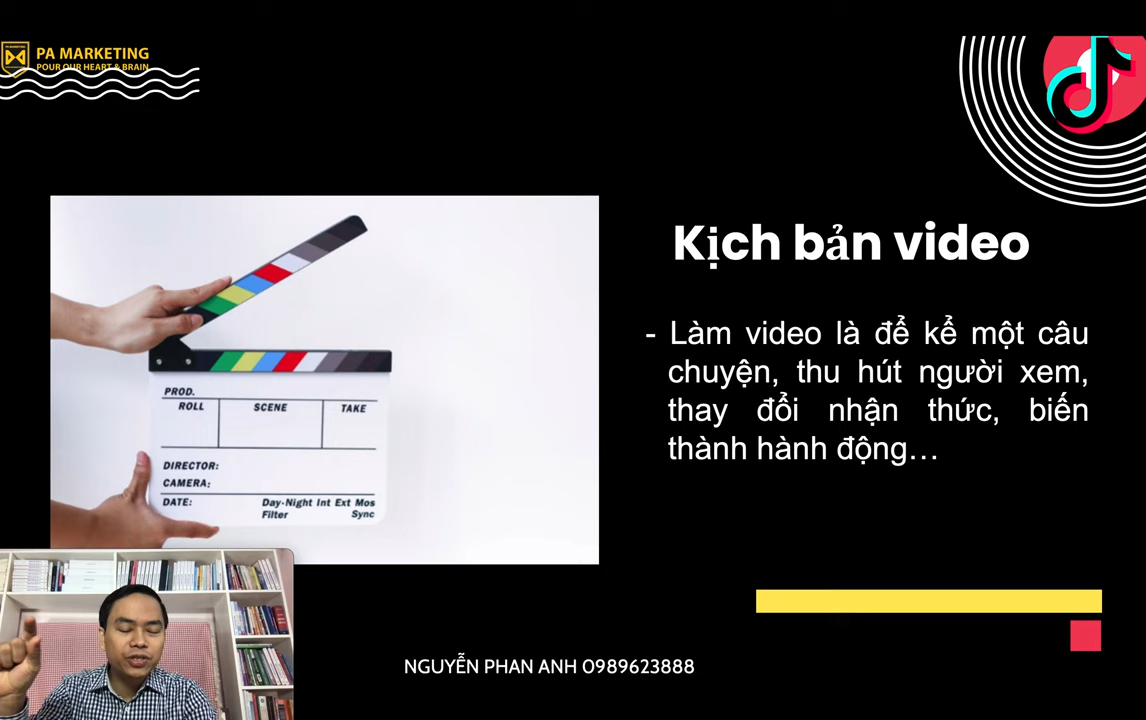 PA MARKETING
POUR OUR HEART & BRAIN
Kịch bản video
- Làm video là để kể một câu
chuyện, thu hút người xem,
thay đổi nhận thức, biến
thành hành động...
PROD.
ROLL SCENE TAKE
DIRECTOR:
CAMERA:
DATE: Day-Night Int Ext Mos
Filter Sync
NGUYỄN PHAN ANH 0989623888